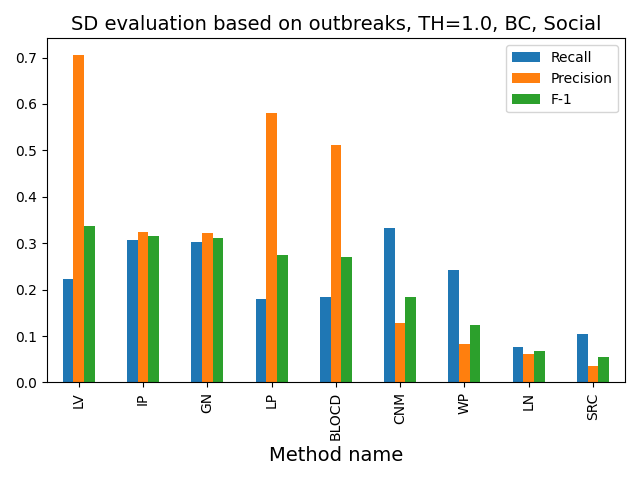 SD evaluation based on outbreaks, TH=1.0, BC, Social
Recall
Precision
F-1
0.7
0.6
0.5
0.4
0.3
0.2
0.1
0.0
LV
IP
GN
LP
BLOCD
CNM
WP
LN
SRC
Method name